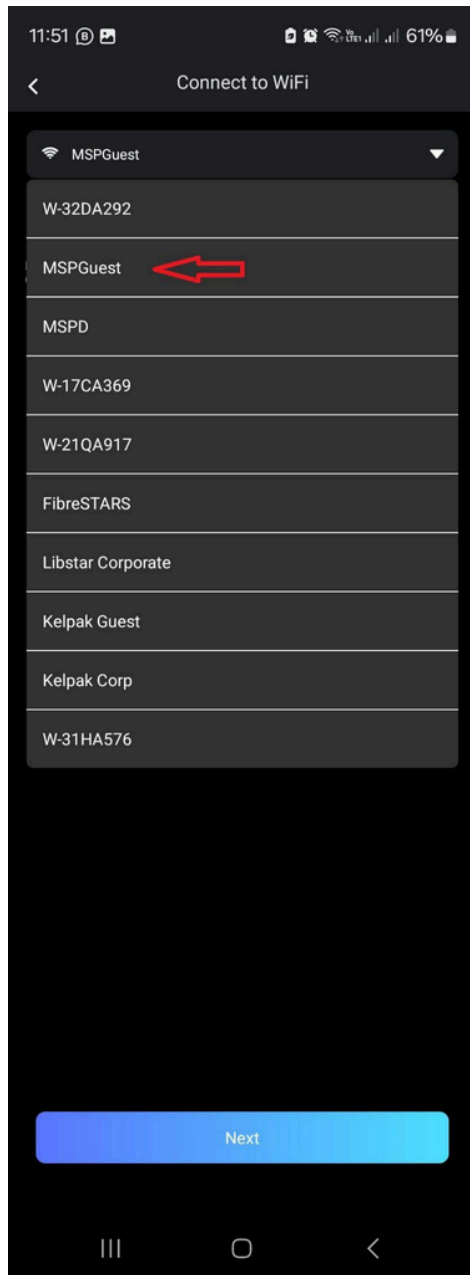 11:51 61%
Connect to WiFi
MSPGuest
W-32DA292
MSPGuest
MSPD
W-17CA369
W-21QA917
FibreSTARS
Libstar Corporate
Kelpak Guest
Kelpak Corp
W-31HA576
Next